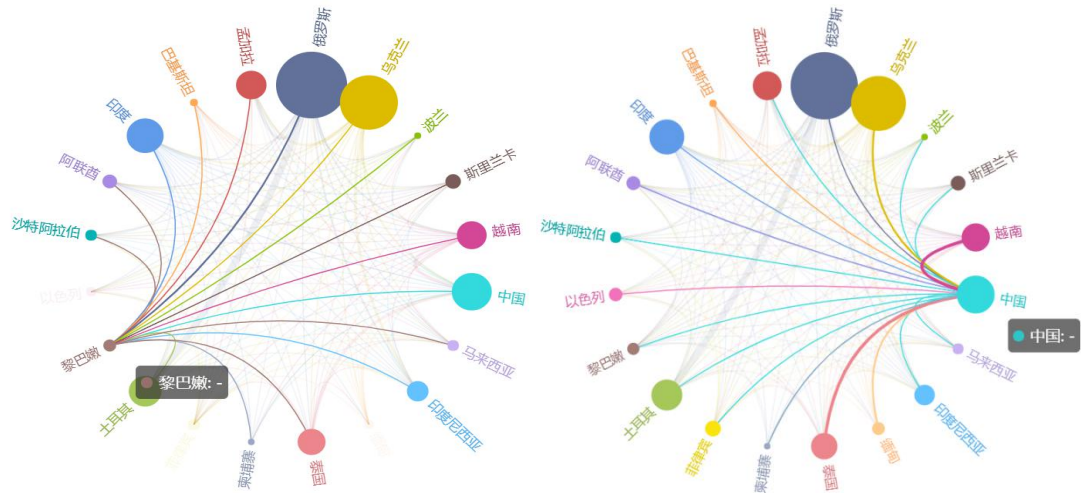 俄罗斯
乌克兰
波兰
斯里兰卡
越南
中国
马来西亚
印度尼西亚
泰国
柬埔寨
土耳其
黎巴嫩
黎巴嫩: -
以色列
沙特阿拉伯
阿联酋
印度
巴基斯坦
孟加拉
俄罗斯
乌克兰
波兰
斯里兰卡
越南
中国
中国: -
马来西亚
印度尼西亚
缅甸
泰国
柬埔寨
菲律宾
土耳其
黎巴嫩
以色列
沙特阿拉伯
阿联酋
印度
巴基斯坦
孟加拉